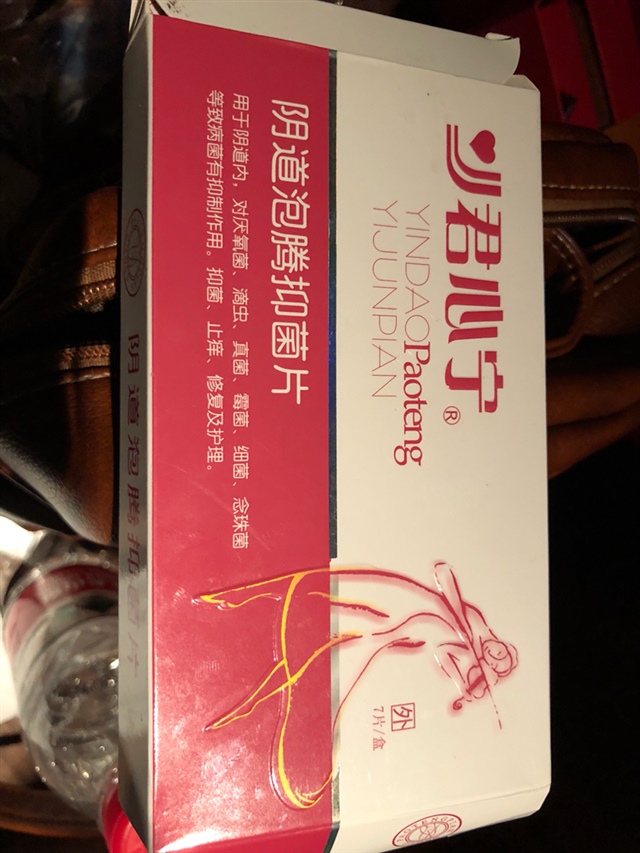 君心宁®
YINDAOPaoteng
YIJUNPIAN
阴道泡腾抑菌片
用于阴道内，对厌氧菌、滴虫、真菌、霉菌、细菌、念珠菌
等致病菌有抑制作用。抑菌、止痒、修复及护理。
外
7片/盒
阴道泡腾抑菌片